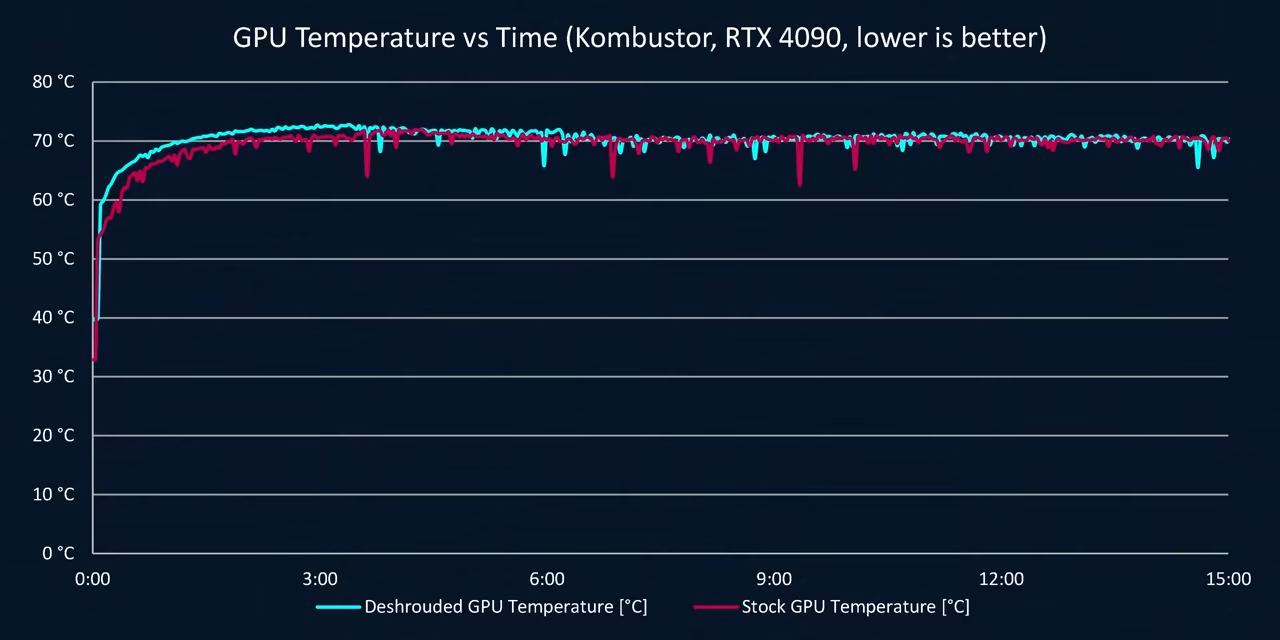 GPU Temperature vs Time (Kombustor, RTX 4090, lower is better)
80 °C
70 °C
60 °C
50 °C
40 °C
30 °C
20 °C
10 °C
0 °C
0:00 3:00 6:00 9:00 12:00 15:00
Deshrouded GPU Temperature [°C] Stock GPU Temperature [°C]